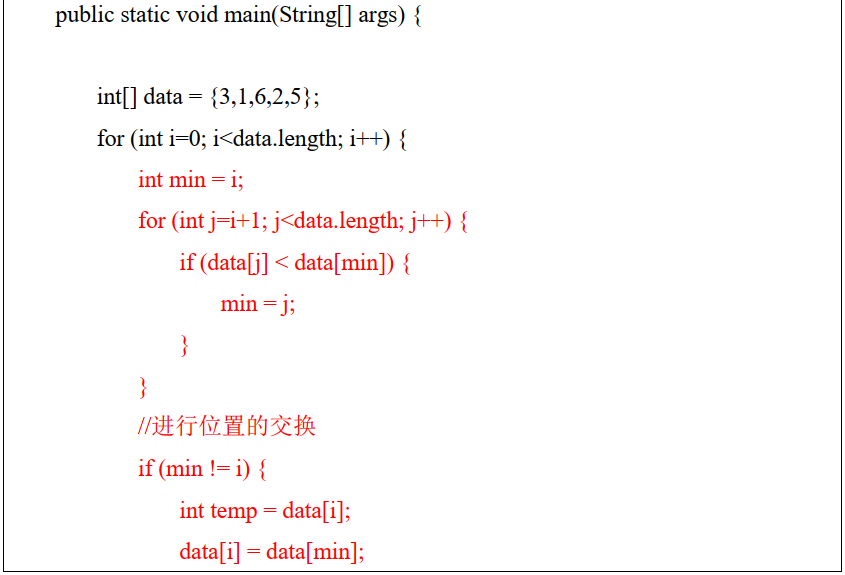 public static void main(String[] args) {
int[] data = {3,1,6,2,5};
for (int i=0; i<data.length; i++) {
int min = i;
for (int j=i+1; j<data.length; j++) {
if (data[j] < data[min]) {
min = j;
}
}
//进行位置的交换
if (min != i) {
int temp = data[i];
data[i] = data[min];